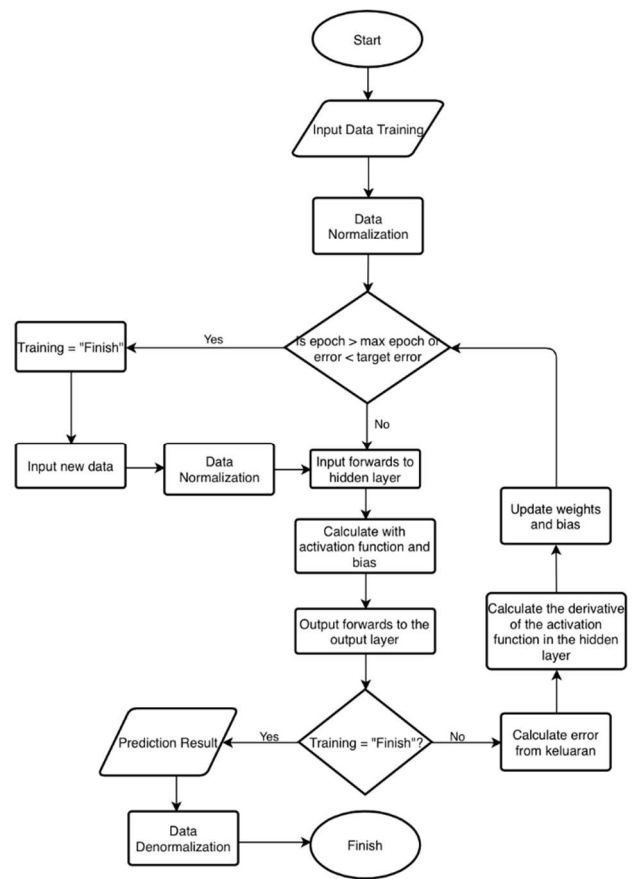 Start
Input Data Training
Data
Normalization
Is epoch > max epoch or
error < target error
Yes
Training = "Finish"
No
Input new data
Data
Normalization
Input forwards to
hidden layer
Calculate with
activation function and
bias
Output forwards to the
output layer
Update weights
and bias
Calculate the derivative
of the activation
function in the hidden
layer
Prediction Result
Yes
Training = "Finish"?
No
Calculate error
from keluaran
Data
Denormalization
Finish